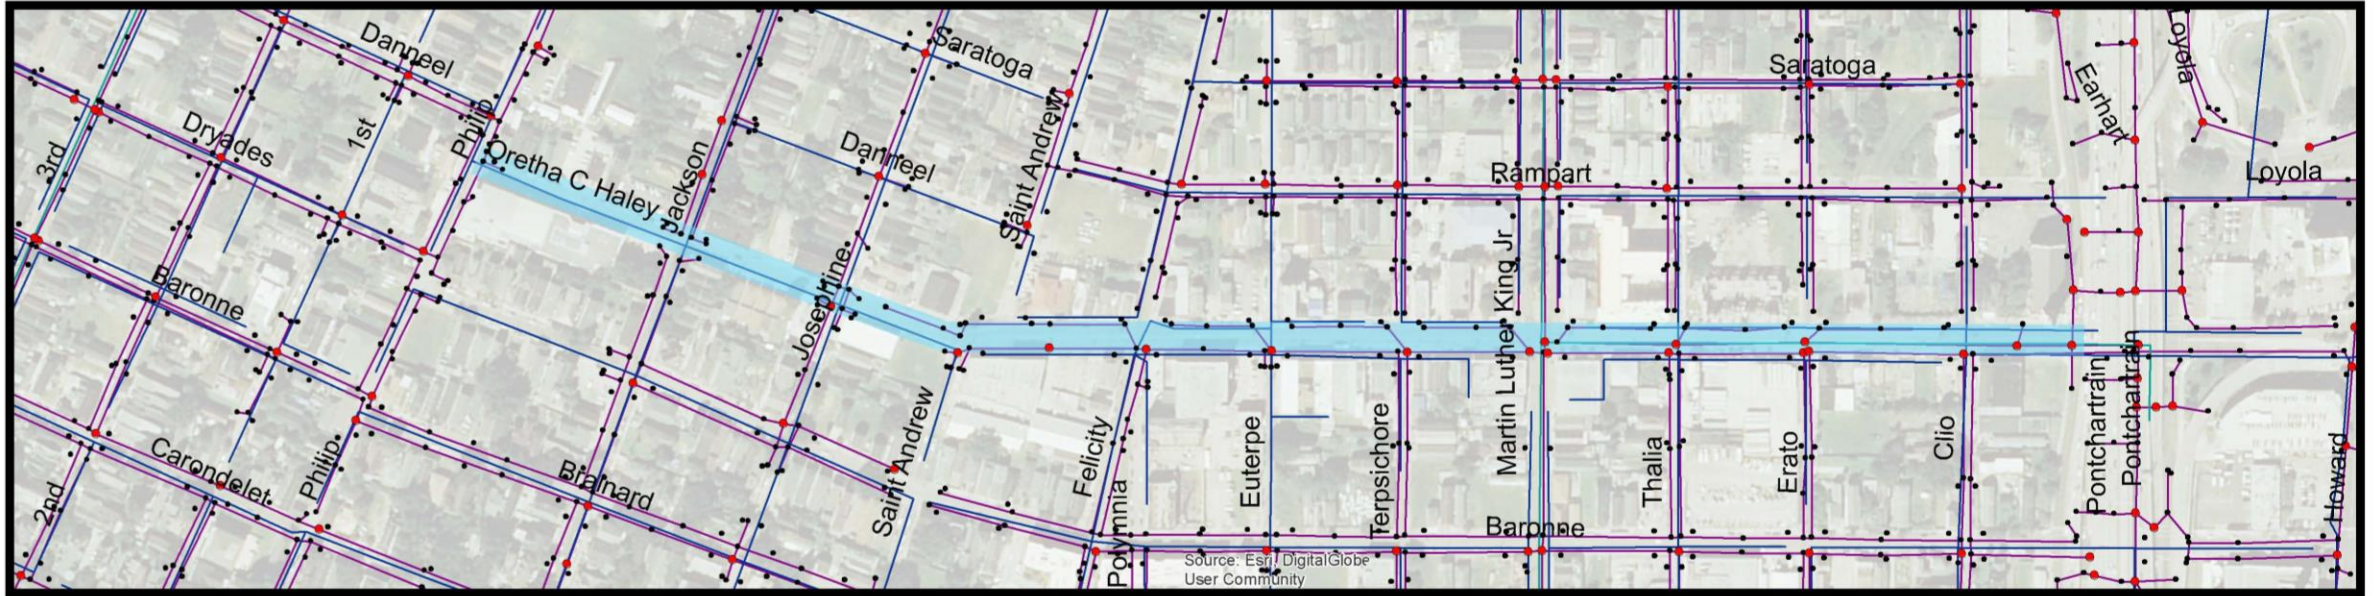 Danneel
Saratoga
Saratoga
Loyola
Earhart
Dryades
1st
3rd
Philip
Oretha C Haley
Jackson
Danneel
Saint Andrew
Rampart
Loyola
Baronne
Josephine
Martin Luther King Jr
Carondelet
2nd
Philip
Brainard
Saint Andrew
Felicity
Polymnia
Euterpe
Terpsichore
Thalia
Erato
Clio
Pontchartrain
Pontchartrain
Howard
Baronne
Source: Esri, DigitalGlobe
User Community